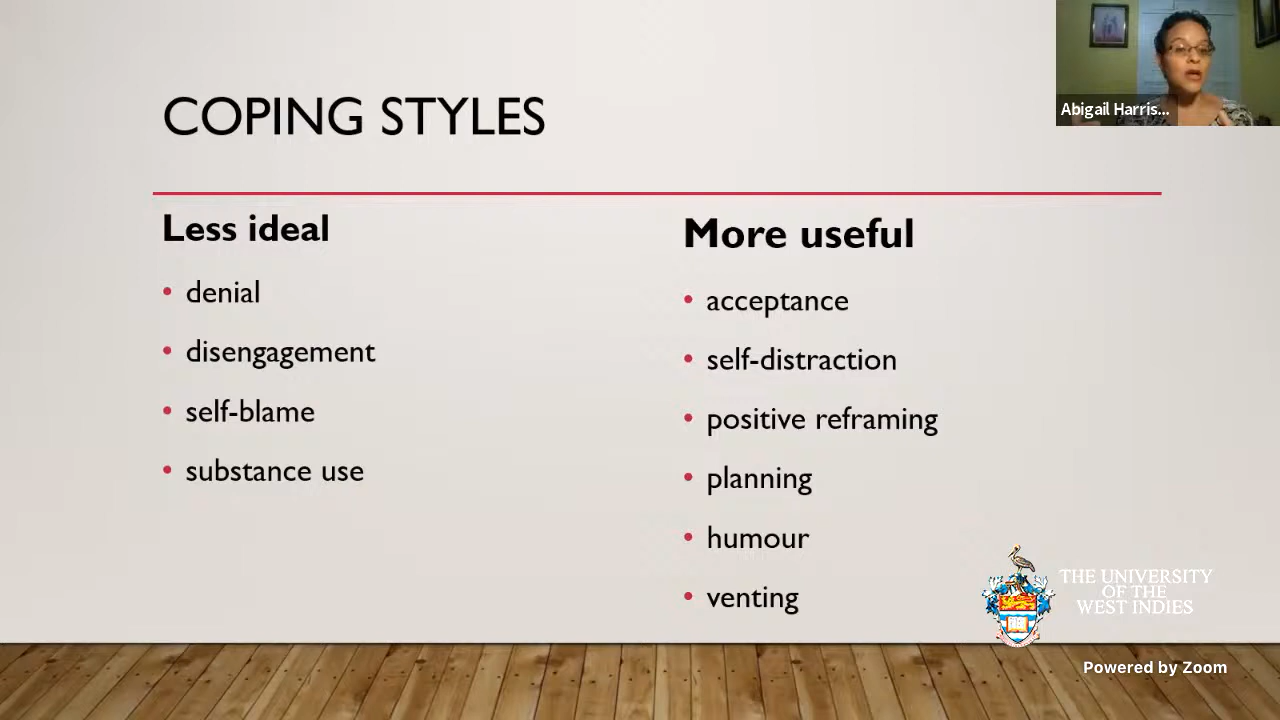 Abigail Harris...
COPING STYLES
Less ideal
• denial
• disengagement
• self-blame
• substance use
More useful
• acceptance
• self-distraction
• positive reframing
• planning
• humour
• venting
THE UNIVERSITY
OF THE
WEST INDIES
Powered by Zoom